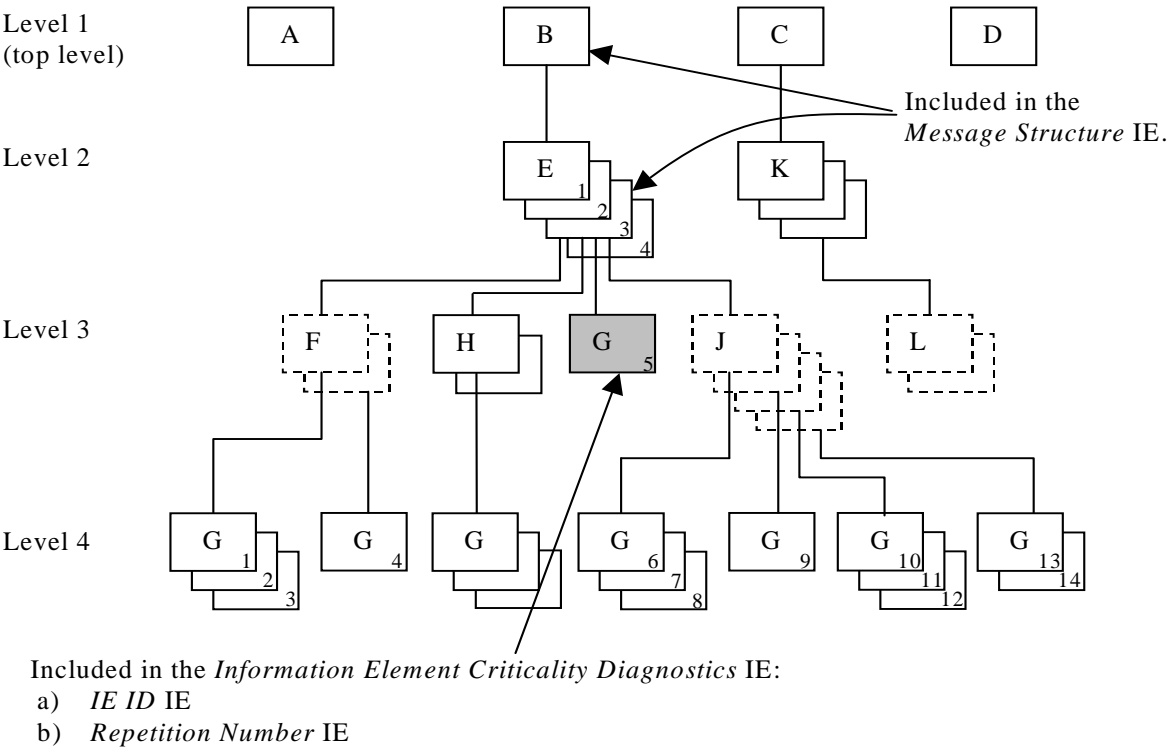 Level 1
(top level)
A
B
C
D
Included in the
Message Structure IE.
Level 2
E
1
2
3
4
K
Level 3
F
H
G
5
J
L
Level 4
G
1
2
3
G
4
G
G
6
7
8
G
9
G
10
11
12
G
13
14
Included in the Information Element Criticality Diagnostics IE:
a) IE ID IE
b) Repetition Number IE